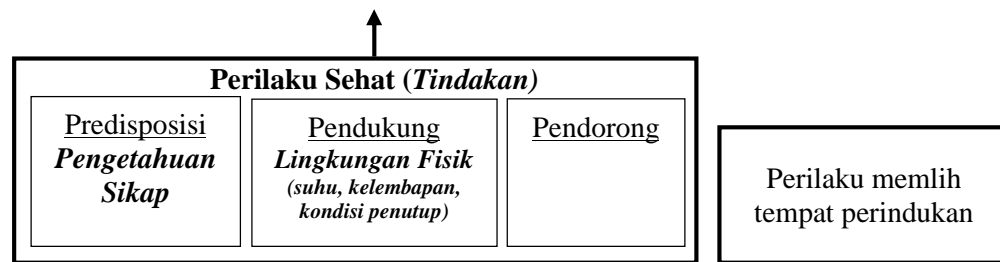 Perilaku Sehat (Tindakan)
Predisposisi
Pengetahuan
Sikap
Pendukung
Lingkungan Fisik
(suhu, kelembapan,
kondisi penutup)
Pendorong
Perilaku memlih
tempat perindukan